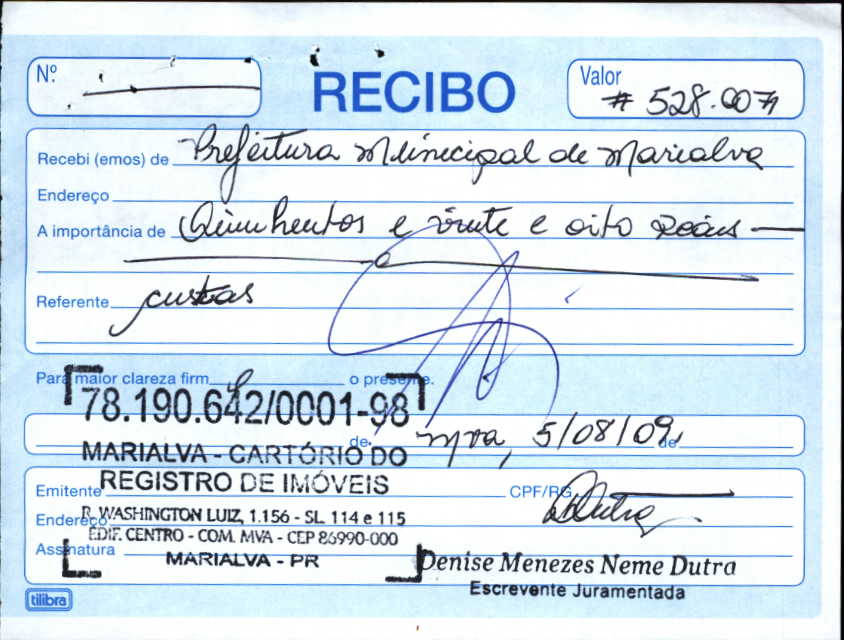 Nº
RECIBO
Valor # 528.00 #
Recebi (emos) de Prefeitura Municipal de Marialva
Endereço
A importância de Quinhentos e vinte e oito Reais
Referente custas
Para maior clareza firm o presente.
78.190.642/0001-98
de Mva, 5/08/09, de
MARIALVA - CARTÓRIO DO
REGISTRO DE IMÓVEIS
Emitente CPF/RG
Endereço R. WASHINGTON LUIZ, 1.156 - SL 114 e 115
EDIF. CENTRO - COM. MVA - CEP 86990-000
Assinatura
MARIALVA - PR
Denise Menezes Neme Dutra
Escrevente Juramentada
tilibra